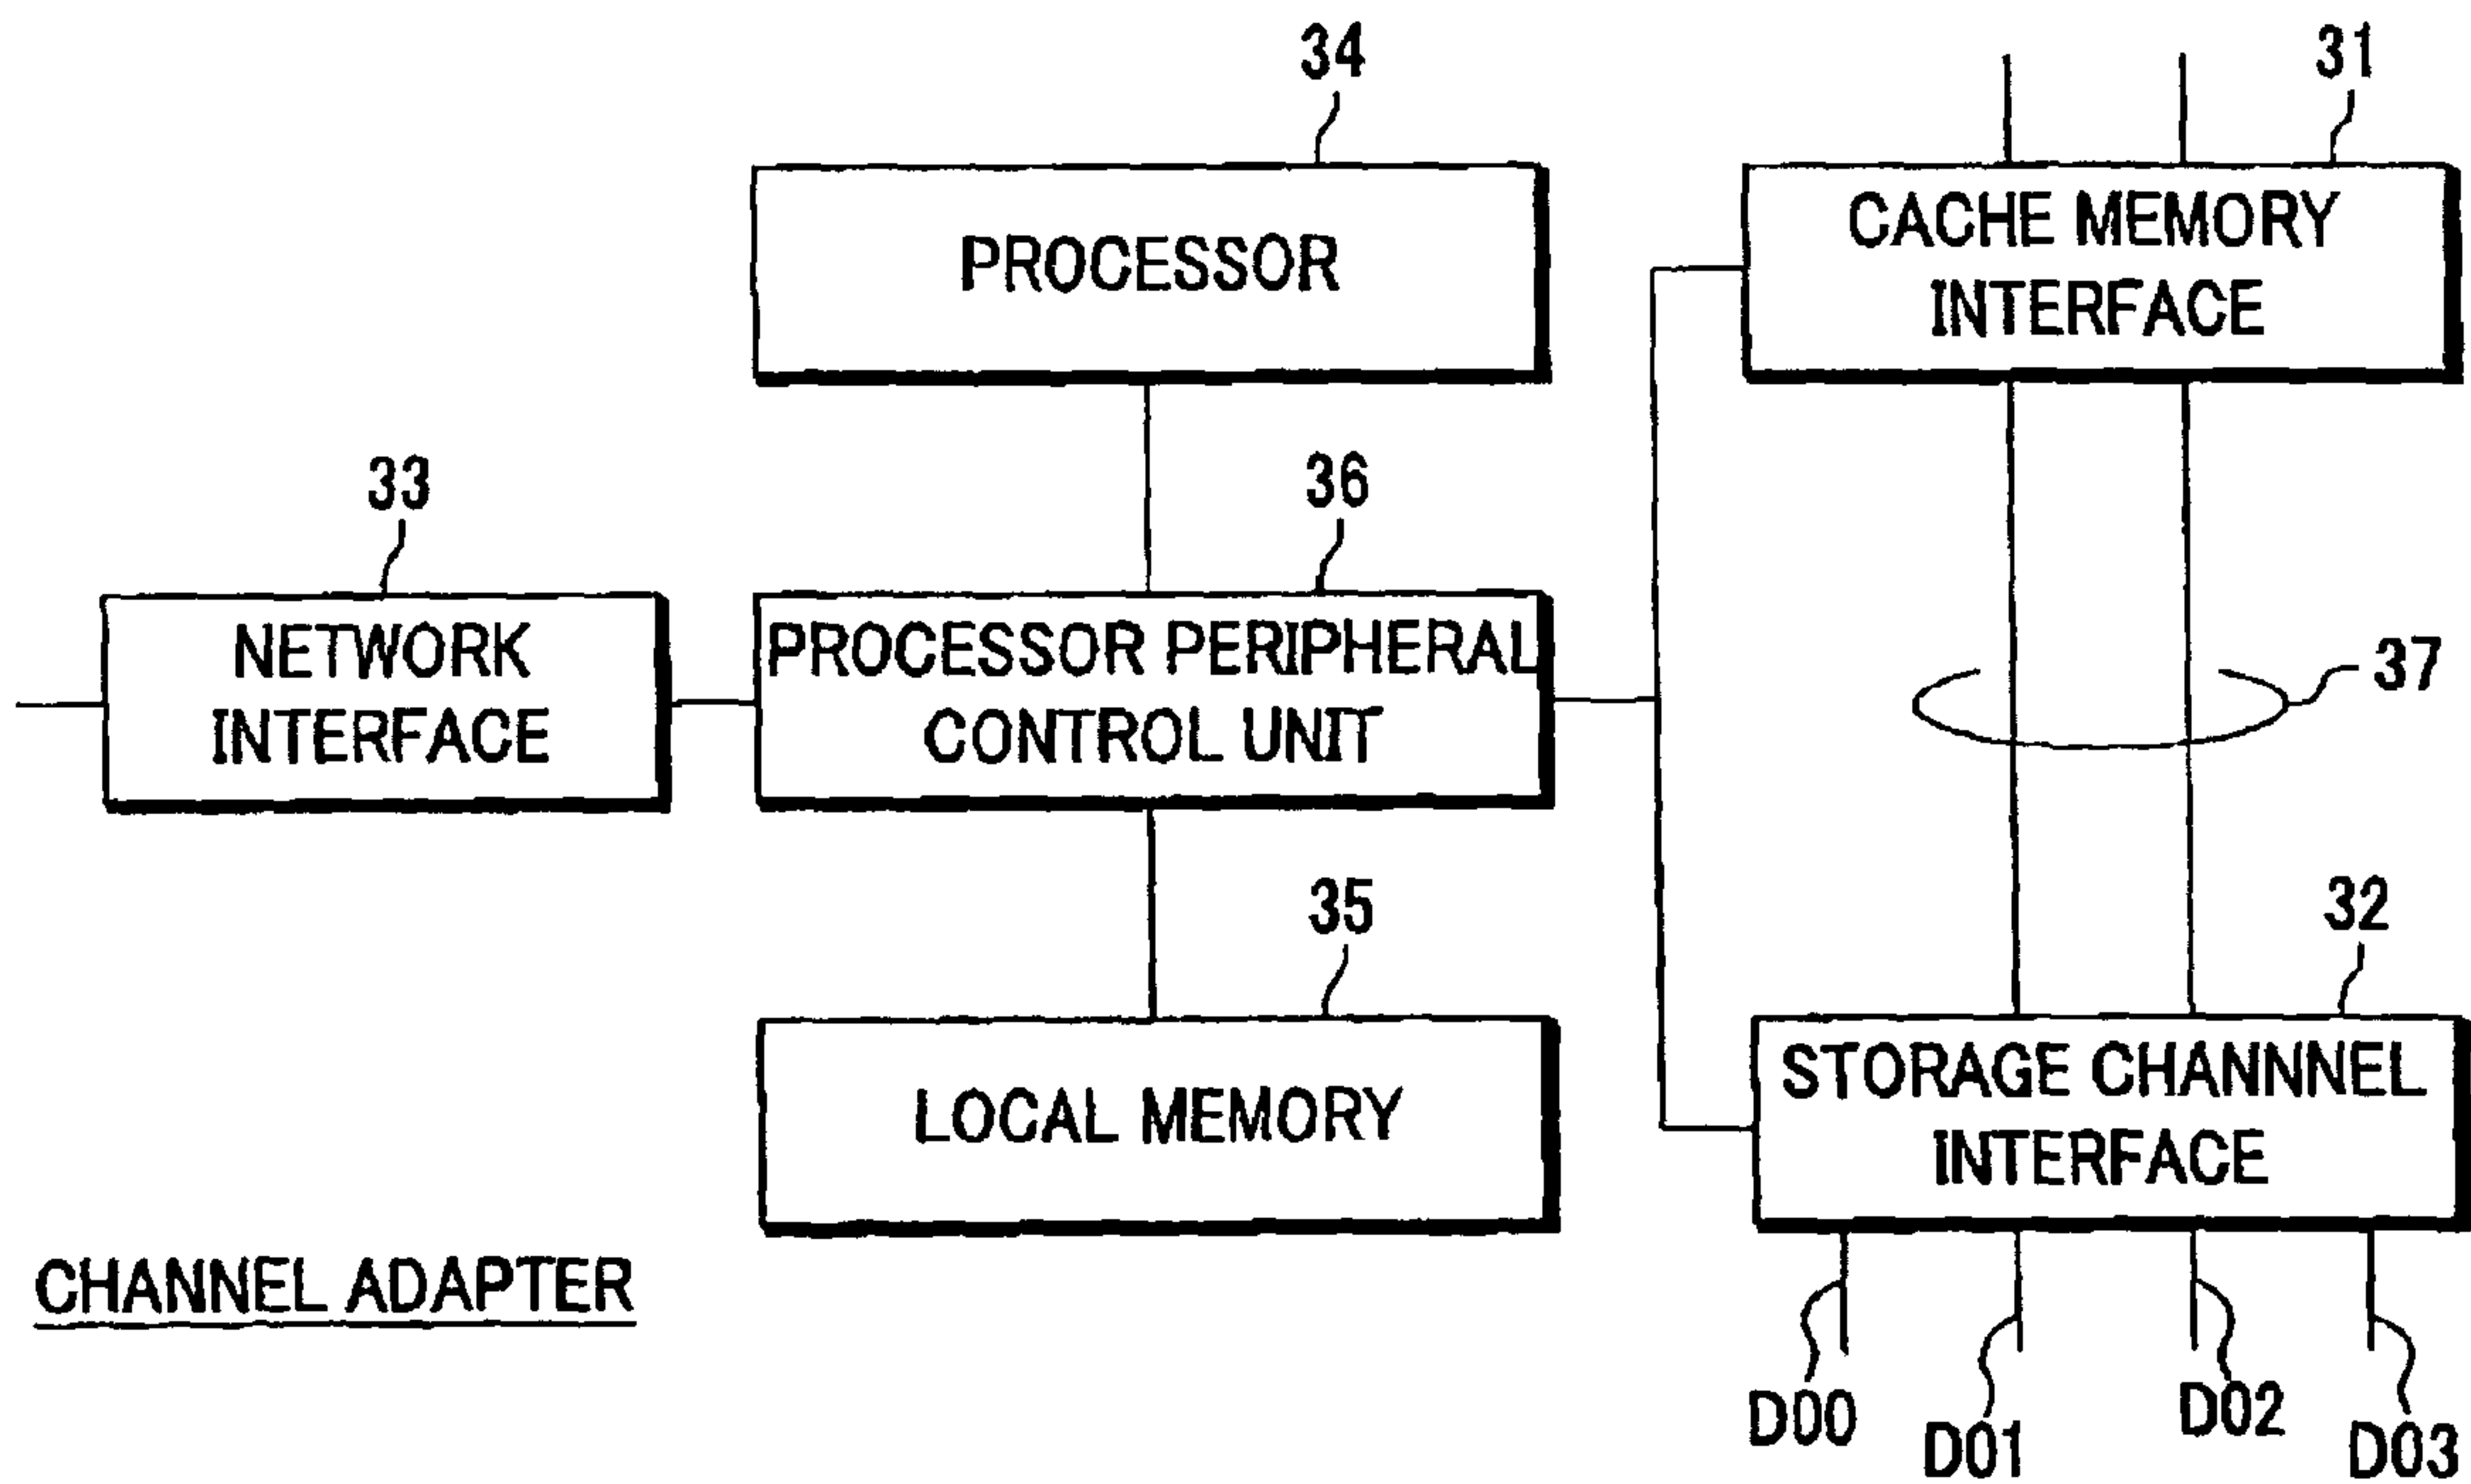 34
31
PROCESSOR
CACHE MEMORY
INTERFACE
33
36
NETWORK
INTERFACE
PROCESSOR PERIPHERAL
CONTROL UNIT
37
35
32
LOCAL MEMORY
STORAGE CHANNNEL
INTERFACE
CHANNEL ADAPTER
D00
D01
D02
D03